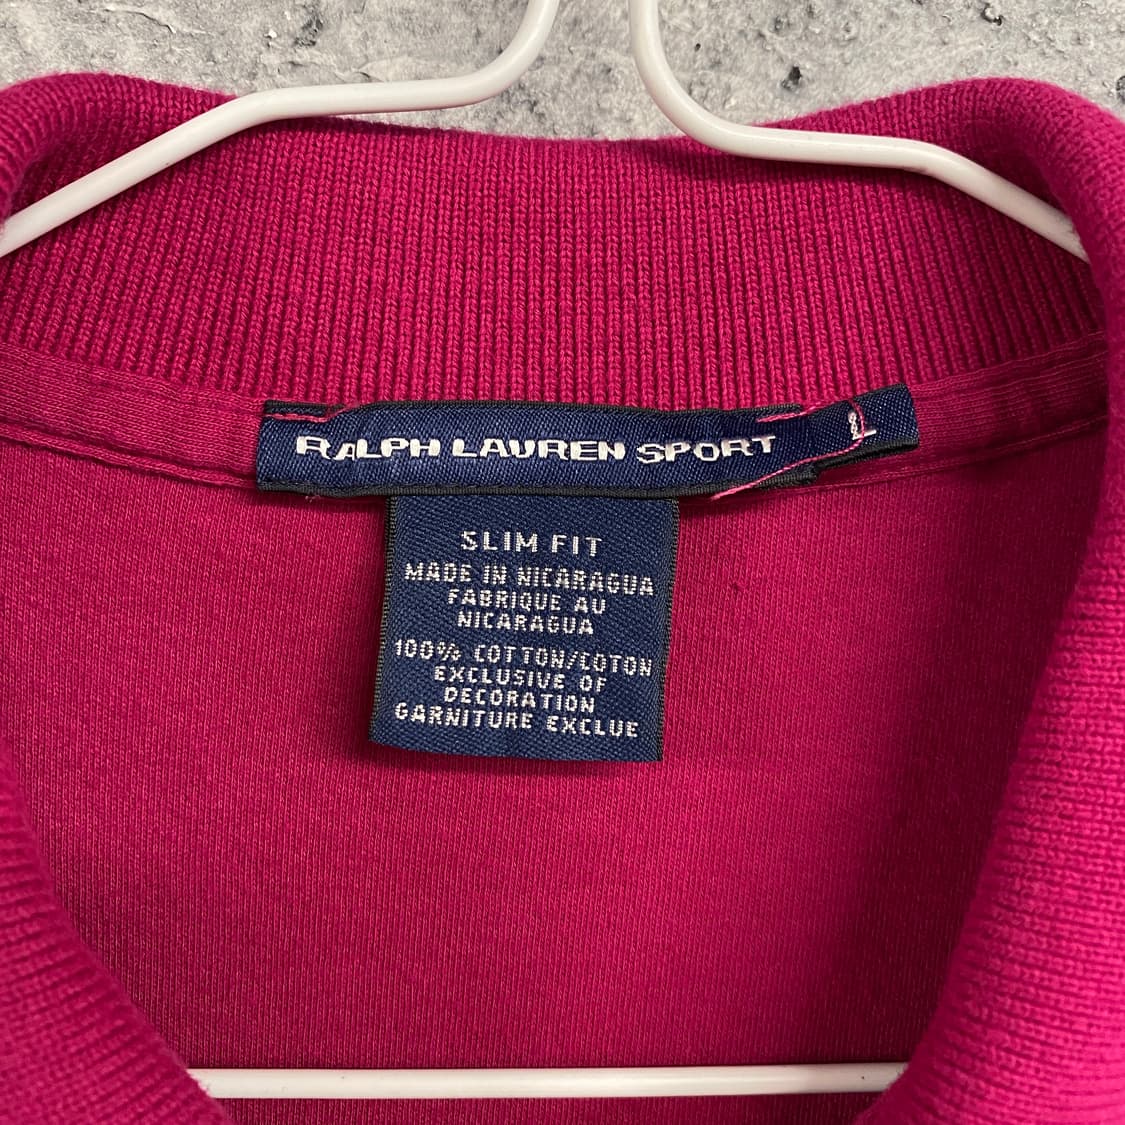 RALPH LAUREN SPORT
L
SLIM FIT
MADE IN NICARAGUA
FABRIQUE AU
NICARAGUA
100% COTTON/COTON
EXCLUSIVE OF
DECORATION
GARNITURE EXCLUE